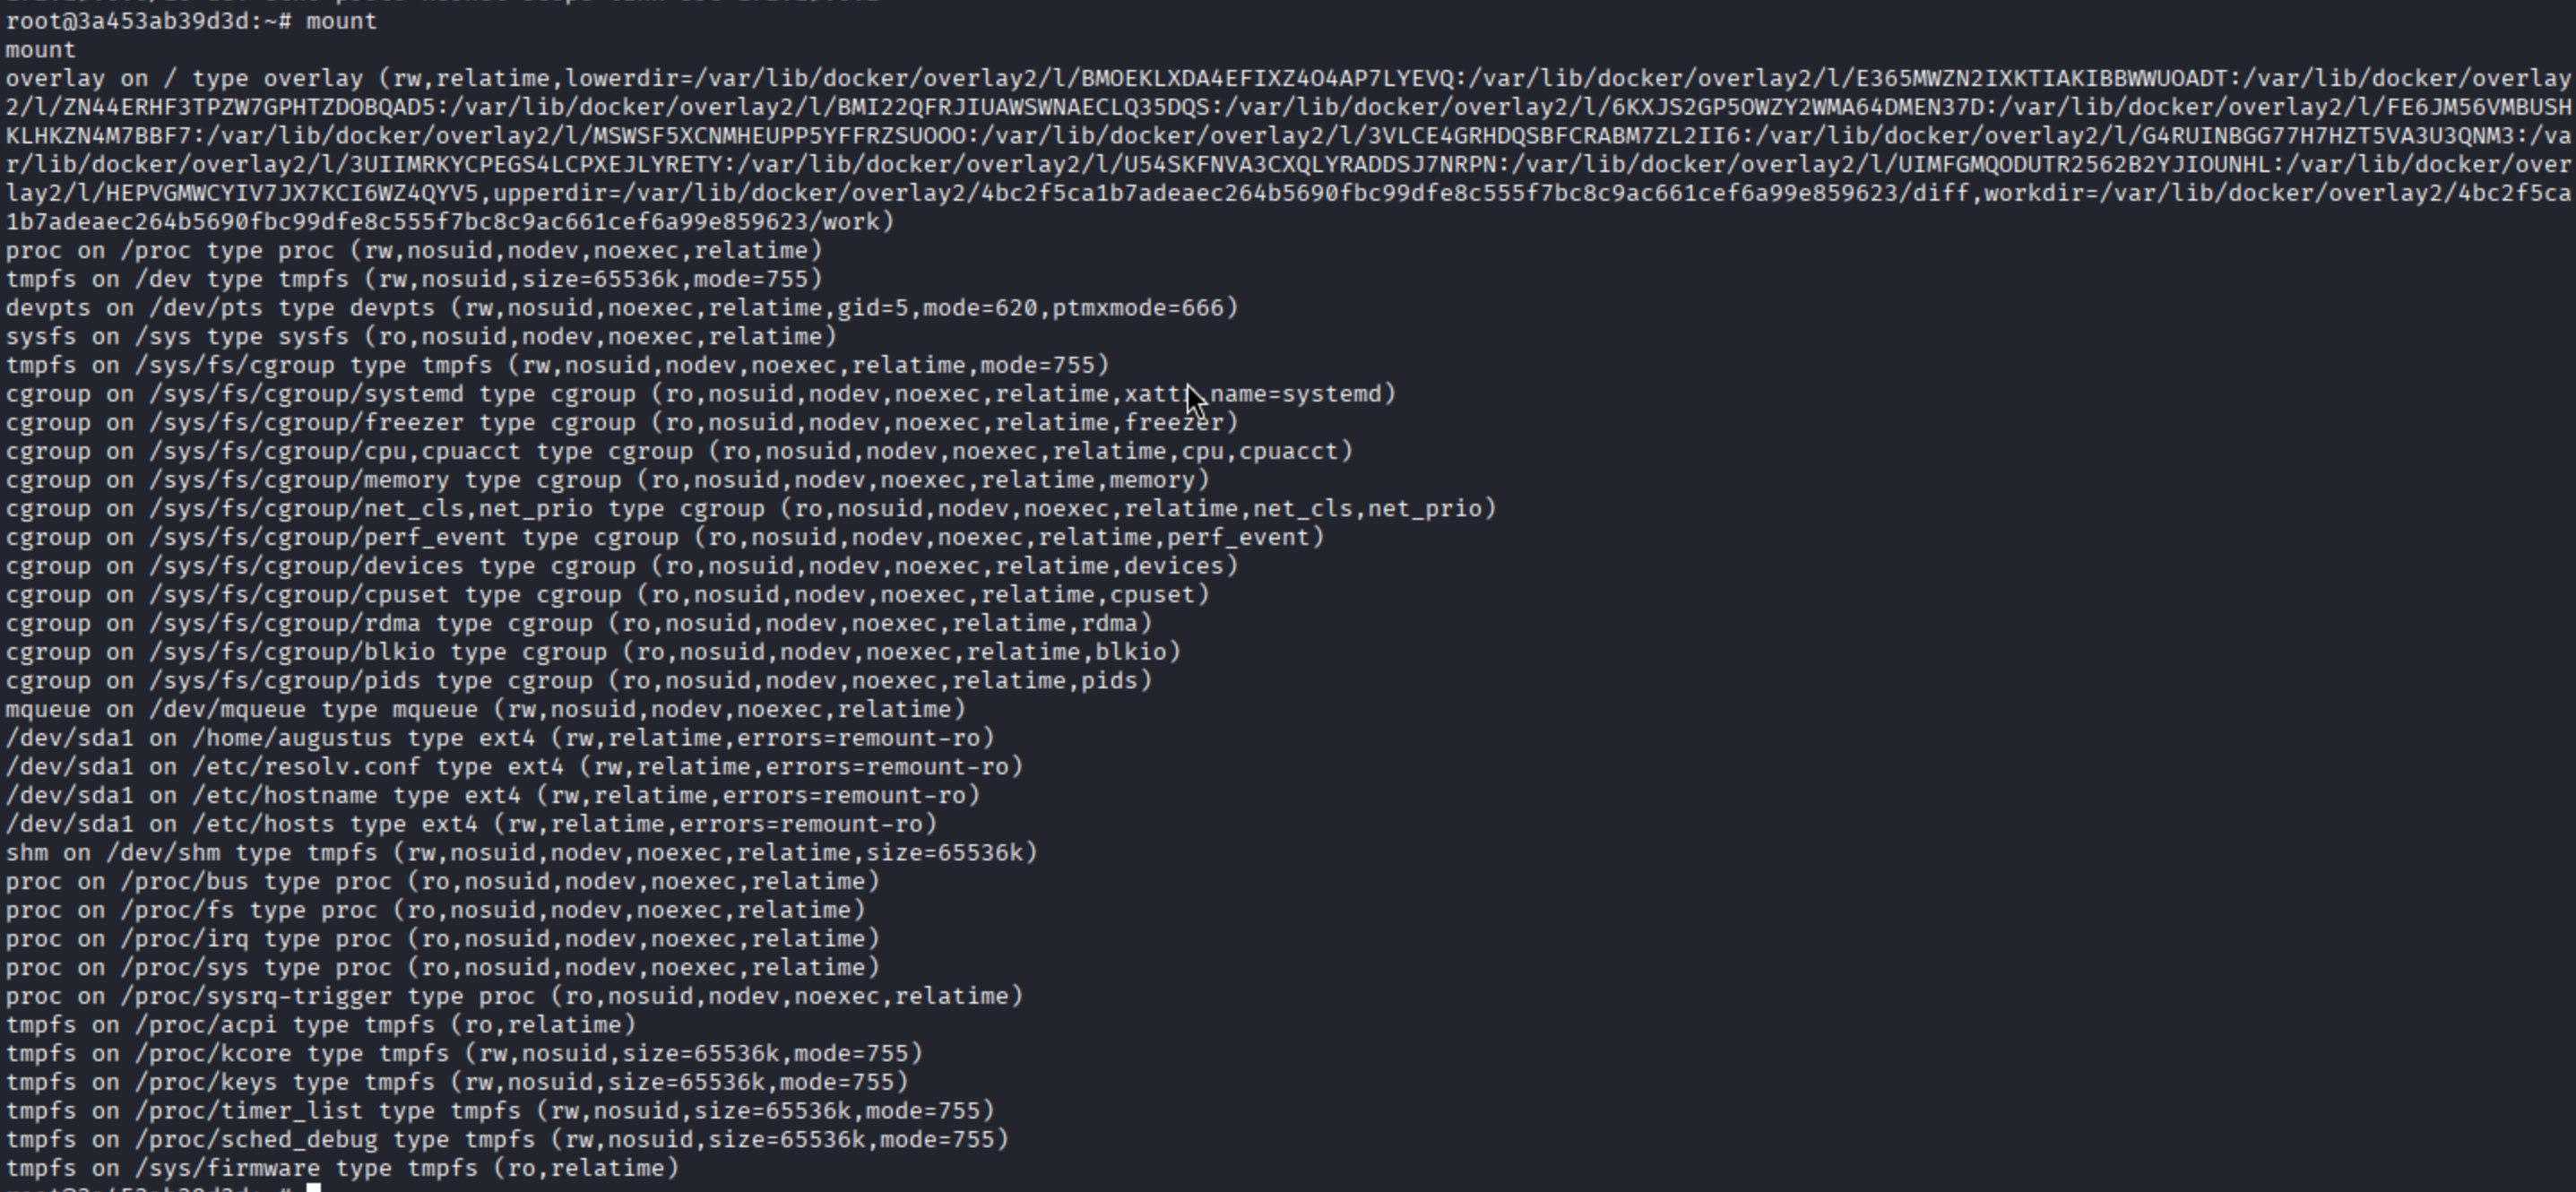 root@3a453ab39d3d:~# mount
mount
overlay on / type overlay (rw,relatime,lowerdir=/var/lib/docker/overlay2/l/BMOEKLXDA4EFIXZ4O4AP7LYEVQ:/var/lib/docker/overlay2/l/E365MWZN2IXKTIAKIBBWWUOADT:/var/lib/docker/overlay
2/l/ZN44ERHF3TPZW7GPHTZDOBQAD5:/var/lib/docker/overlay2/l/BMI22QFRJIUAWSWNAECLQ35DQS:/var/lib/docker/overlay2/l/6KXJS2GP5OWZY2WMA64DMEN37D:/var/lib/docker/overlay2/l/FE6JM56VMBUSH
KLHKZN4M7BBF7:/var/lib/docker/overlay2/l/MSWSF5XCNMHEUPP5YFFRZSUOOO:/var/lib/docker/overlay2/l/3VLCE4GRHDQSBFCRABM7ZL2II6:/var/lib/docker/overlay2/l/G4RUINBGG77H7HZT5VA3U3QNM3:/va
r/lib/docker/overlay2/l/3UIIMRKYCPEGS4LCPXEJLYRETY:/var/lib/docker/overlay2/l/U54SKFNVA3CXQLYRADDSJ7NRPN:/var/lib/docker/overlay2/l/UIMFGMQODUTR2562B2YJIOUNHL:/var/lib/docker/over
lay2/l/HEPVGMWCYIV7JX7KCI6WZ4QYV5,upperdir=/var/lib/docker/overlay2/4bc2f5ca1b7adeaec264b5690fbc99dfe8c555f7bc8c9ac661cef6a99e859623/diff,workdir=/var/lib/docker/overlay2/4bc2f5ca
1b7adeaec264b5690fbc99dfe8c555f7bc8c9ac661cef6a99e859623/work)
proc on /proc type proc (rw,nosuid,nodev,noexec,relatime)
tmpfs on /dev type tmpfs (rw,nosuid,size=65536k,mode=755)
devpts on /dev/pts type devpts (rw,nosuid,noexec,relatime,gid=5,mode=620,ptmxmode=666)
sysfs on /sys type sysfs (ro,nosuid,nodev,noexec,relatime)
tmpfs on /sys/fs/cgroup type tmpfs (rw,nosuid,nodev,noexec,relatime,mode=755)
cgroup on /sys/fs/cgroup/systemd type cgroup (ro,nosuid,nodev,noexec,relatime,xattr,name=systemd)
cgroup on /sys/fs/cgroup/freezer type cgroup (ro,nosuid,nodev,noexec,relatime,freezer)
cgroup on /sys/fs/cgroup/cpu,cpuacct type cgroup (ro,nosuid,nodev,noexec,relatime,cpu,cpuacct)
cgroup on /sys/fs/cgroup/memory type cgroup (ro,nosuid,nodev,noexec,relatime,memory)
cgroup on /sys/fs/cgroup/net_cls,net_prio type cgroup (ro,nosuid,nodev,noexec,relatime,net_cls,net_prio)
cgroup on /sys/fs/cgroup/perf_event type cgroup (ro,nosuid,nodev,noexec,relatime,perf_event)
cgroup on /sys/fs/cgroup/devices type cgroup (ro,nosuid,nodev,noexec,relatime,devices)
cgroup on /sys/fs/cgroup/cpuset type cgroup (ro,nosuid,nodev,noexec,relatime,cpuset)
cgroup on /sys/fs/cgroup/rdma type cgroup (ro,nosuid,nodev,noexec,relatime,rdma)
cgroup on /sys/fs/cgroup/blkio type cgroup (ro,nosuid,nodev,noexec,relatime,blkio)
cgroup on /sys/fs/cgroup/pids type cgroup (ro,nosuid,nodev,noexec,relatime,pids)
mqueue on /dev/mqueue type mqueue (rw,nosuid,nodev,noexec,relatime)
/dev/sda1 on /home/augustus type ext4 (rw,relatime,errors=remount-ro)
/dev/sda1 on /etc/resolv.conf type ext4 (rw,relatime,errors=remount-ro)
/dev/sda1 on /etc/hostname type ext4 (rw,relatime,errors=remount-ro)
/dev/sda1 on /etc/hosts type ext4 (rw,relatime,errors=remount-ro)
shm on /dev/shm type tmpfs (rw,nosuid,nodev,noexec,relatime,size=65536k)
proc on /proc/bus type proc (ro,nosuid,nodev,noexec,relatime)
proc on /proc/fs type proc (ro,nosuid,nodev,noexec,relatime)
proc on /proc/irq type proc (ro,nosuid,nodev,noexec,relatime)
proc on /proc/sys type proc (ro,nosuid,nodev,noexec,relatime)
proc on /proc/sysrq-trigger type proc (ro,nosuid,nodev,noexec,relatime)
tmpfs on /proc/acpi type tmpfs (ro,relatime)
tmpfs on /proc/kcore type tmpfs (rw,nosuid,size=65536k,mode=755)
tmpfs on /proc/keys type tmpfs (rw,nosuid,size=65536k,mode=755)
tmpfs on /proc/timer_list type tmpfs (rw,nosuid,size=65536k,mode=755)
tmpfs on /proc/sched_debug type tmpfs (rw,nosuid,size=65536k,mode=755)
tmpfs on /sys/firmware type tmpfs (ro,relatime)